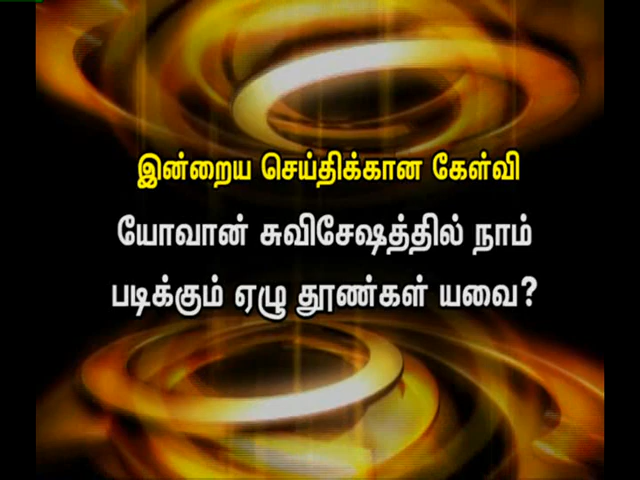 இன்றைய செய்திக்கான கேள்வி
யோவான் சுவிசேஷத்தில் நாம்
படிக்கும் ஏழு தூண்கள் யவை?